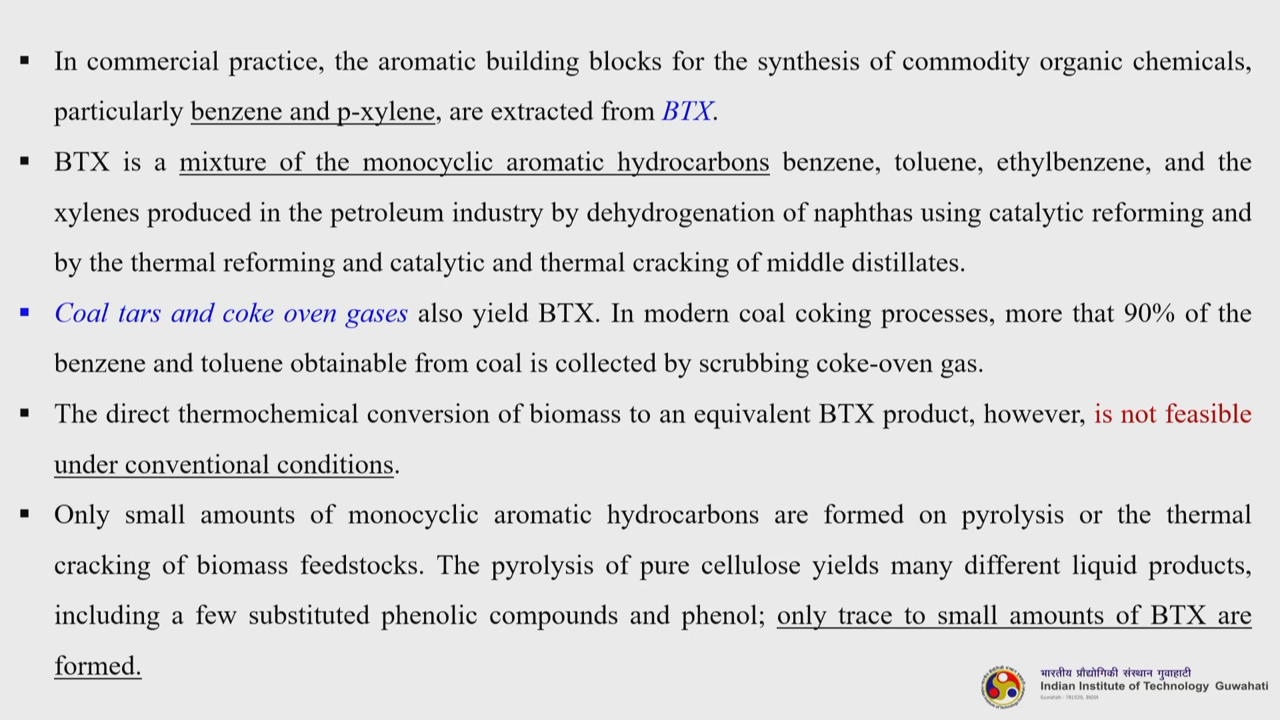 ▪ In commercial practice, the aromatic building blocks for the synthesis of commodity organic chemicals,
particularly benzene and p-xylene, are extracted from BTX.
▪ BTX is a mixture of the monocyclic aromatic hydrocarbons benzene, toluene, ethylbenzene, and the
xylenes produced in the petroleum industry by dehydrogenation of naphthas using catalytic reforming and
by the thermal reforming and catalytic and thermal cracking of middle distillates.
▪ Coal tars and coke oven gases also yield BTX. In modern coal coking processes, more that 90% of the
benzene and toluene obtainable from coal is collected by scrubbing coke-oven gas.
▪ The direct thermochemical conversion of biomass to an equivalent BTX product, however, is not feasible
under conventional conditions.
▪ Only small amounts of monocyclic aromatic hydrocarbons are formed on pyrolysis or the thermal
cracking of biomass feedstocks. The pyrolysis of pure cellulose yields many different liquid products,
including a few substituted phenolic compounds and phenol; only trace to small amounts of BTX are
formed.
भारतीय प्रौद्योगिकी संस्थान गुवाहाटी
Indian Institute of Technology Guwahati